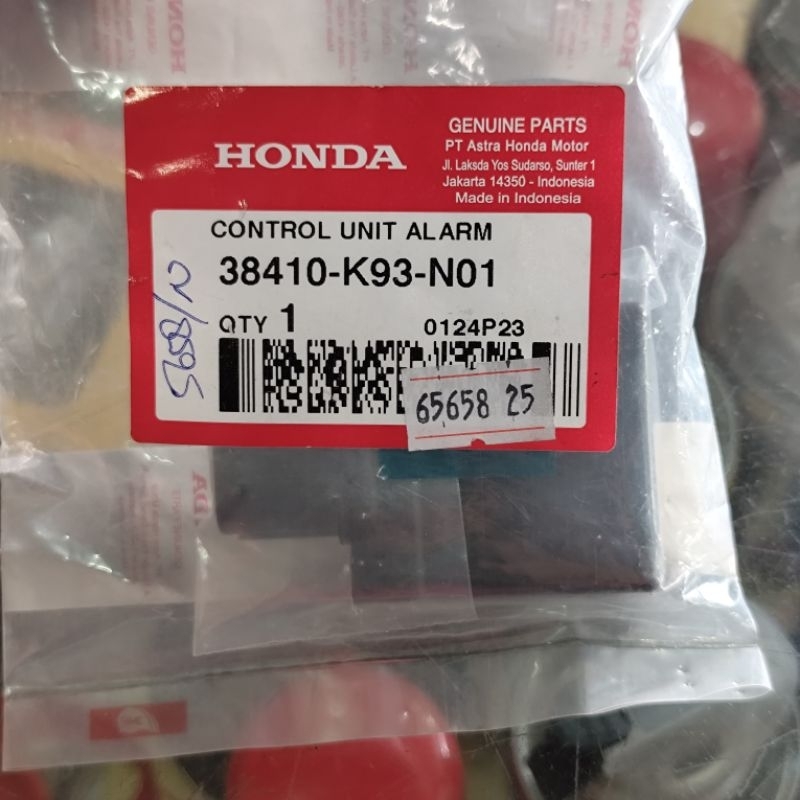 HONDA
GENUINE PARTS
PT Astra Honda Motor
Jl. Laksda Yos Sudarso, Sunter 1
Jakarta 14350 - Indonesia
Made in Indonesia
CONTROL UNIT ALARM
38410-K93-N01
QTY 1
0124P23
65658 25